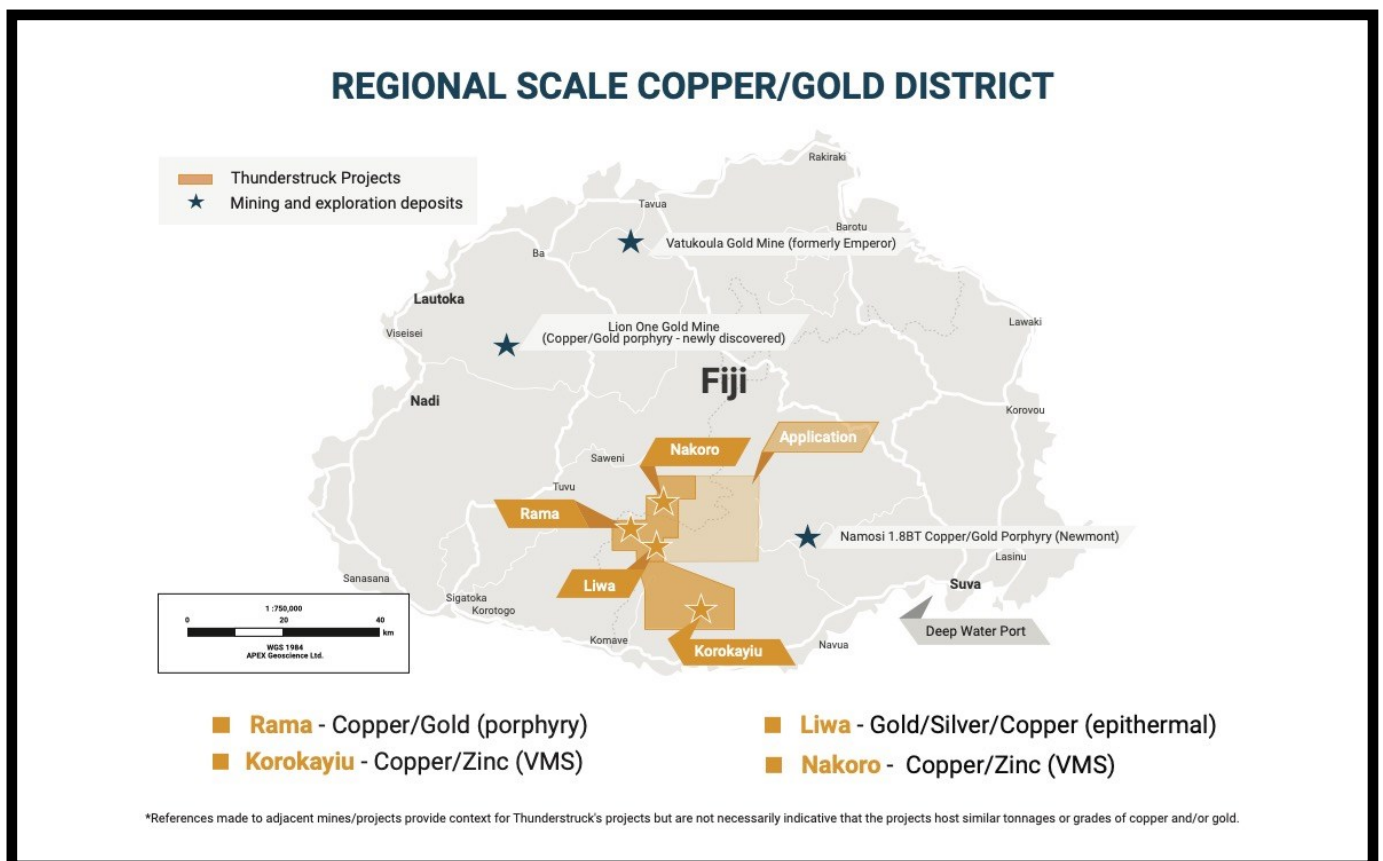 REGIONAL SCALE COPPER/GOLD DISTRICT
Thunderstruck Projects
Mining and exploration deposits
Rakiraki
Tavua
Barotu
Vatukoula Gold Mine (formerly Emperor)
Ba
Lautoka
Viseisei
Lion One Gold Mine
(Copper/Gold porphyry - newly discovered)
Lawaki
Fiji
Nadi
Korovou
Application
Nakoro
Saweni
Tuvu
Rama
Namosi 1.8BT Copper/Gold Porphyry (Newmont)
Lasinu
Liwa
Suva
Sanasana
Sigatoka
Korotogo
Deep Water Port
Komave
Navua
Korokayiu
1 :750,000
0 20 40
km
WGS 1984
APEX Geoscience Ltd.
Rama - Copper/Gold (porphyry)
Korokayiu - Copper/Zinc (VMS)
Liwa - Gold/Silver/Copper (epithermal)
Nakoro - Copper/Zinc (VMS)
*References made to adjacent mines/projects provide context for Thunderstruck's projects but are not necessarily indicative that the projects host similar tonnages or grades of copper and/or gold.